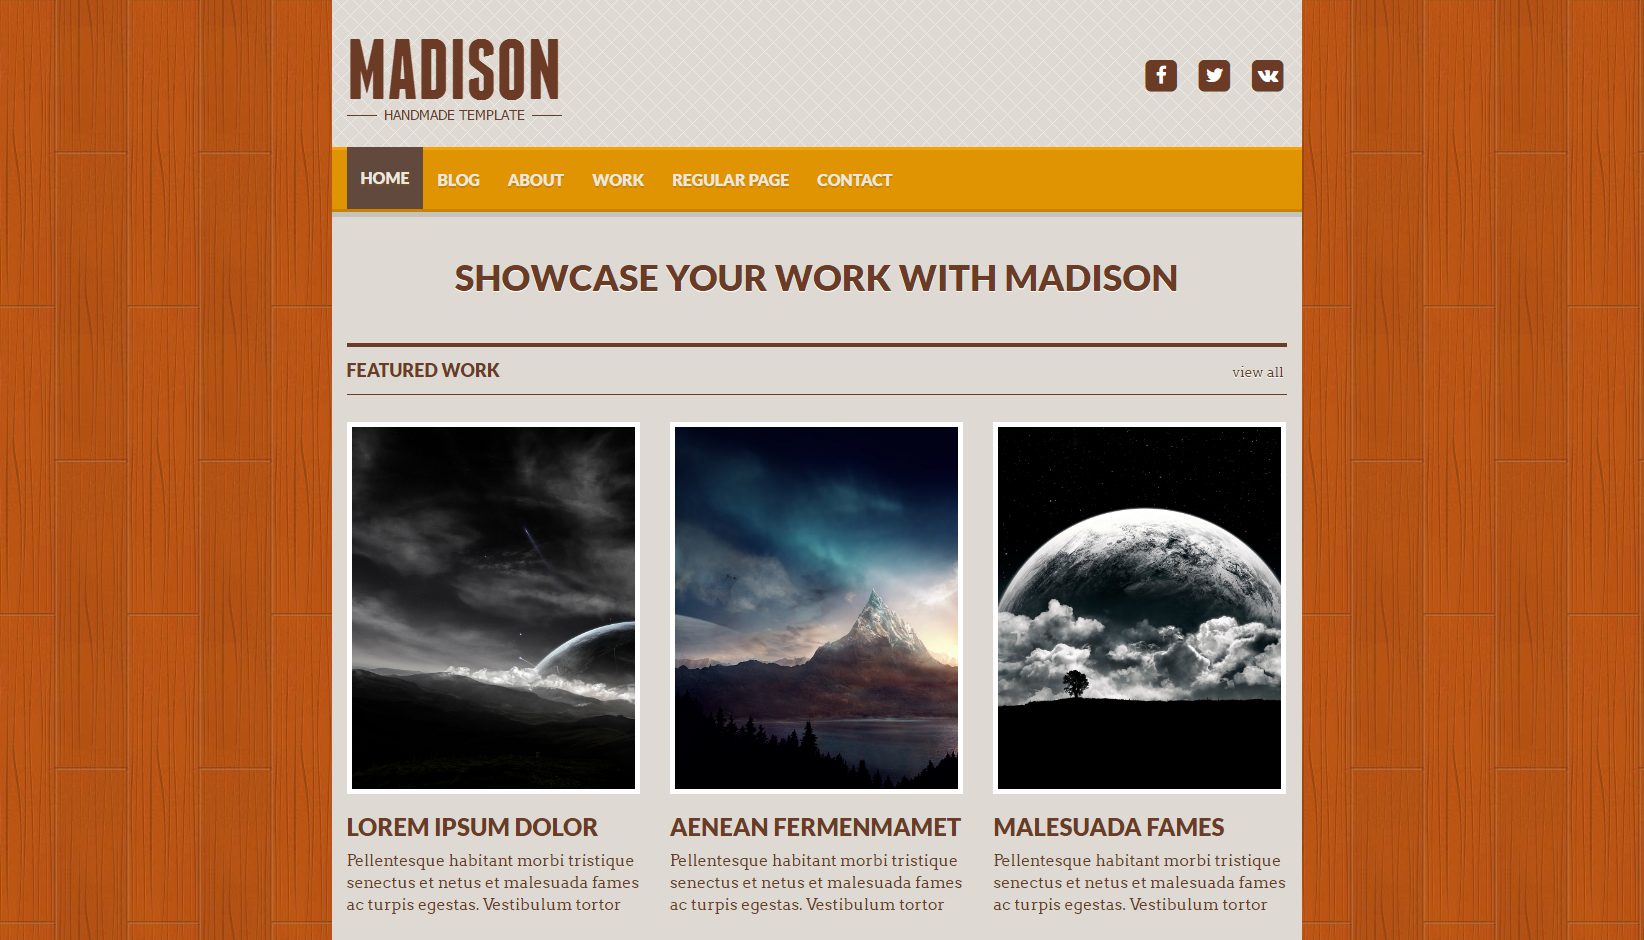 MADISON
HANDMADE TEMPLATE
HOME BLOG ABOUT WORK REGULAR PAGE CONTACT
SHOWCASE YOUR WORK WITH MADISON
FEATURED WORK view all
LOREM IPSUM DOLOR
Pellentesque habitant morbi tristique
senectus et netus et malesuada fames
ac turpis egestas. Vestibulum tortor
AENEAN FERMENMAMET
Pellentesque habitant morbi tristique
senectus et netus et malesuada fames
ac turpis egestas. Vestibulum tortor
MALESUADA FAMES
Pellentesque habitant morbi tristique
senectus et netus et malesuada fames
ac turpis egestas. Vestibulum tortor